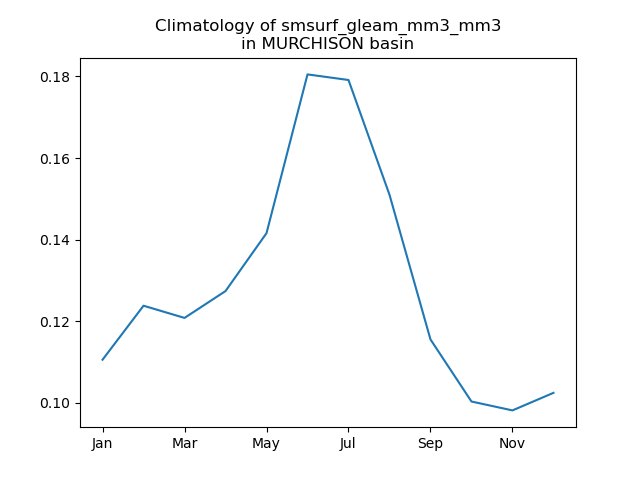 Climatology of smsurf_gleam_mm3_mm3
in MURCHISON basin
0.18
0.16
0.14
0.12
0.10
Jan Mar May Jul Sep Nov